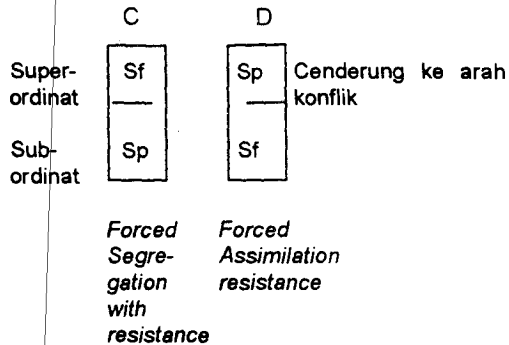 C D
Super- Sf Sp Cenderung ke arah
ordinat konflik
Sub- Sp Sf
ordinat
Forced Forced
Segre- Assimilation
gation resistance
with
resistance